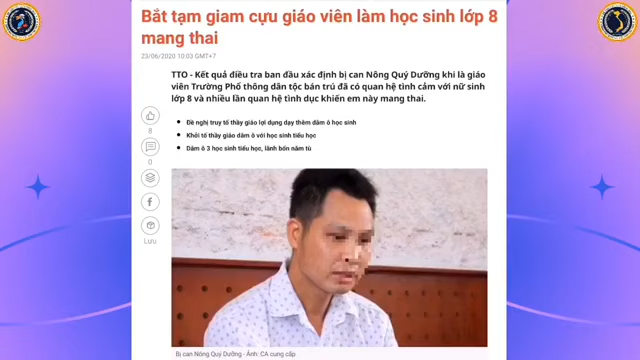 Bắt tạm giam cựu giáo viên làm học sinh lớp 8
mang thai
23/06/2020 10:03 GMT+7
TTO - Kết quả điều tra ban đầu xác định bị can Nông Quý Dưỡng khi là giáo
viên Trường Phổ thông dân tộc bán trú đã có quan hệ tình cảm với nữ sinh
lớp 8 và nhiều lần quan hệ tình dục khiến em này mang thai.
8
Đề nghị truy tố thầy giáo lợi dụng dạy thêm dâm ô học sinh
0
Khởi tố thầy giáo dâm ô với học sinh tiểu học
Dâm ô 3 học sinh tiểu học, lãnh bốn năm tù
Lưu
Bị can Nông Quý Dưỡng - Ảnh: CA cung cấp